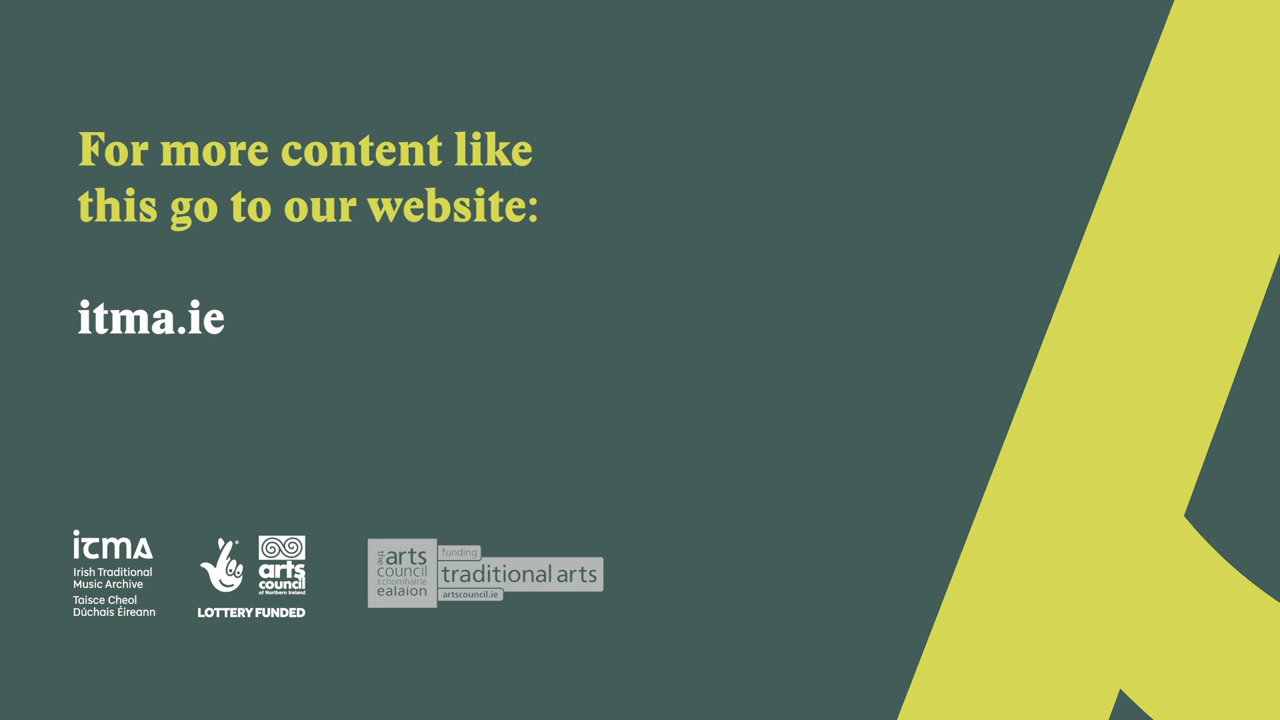 For more content like
this go to our website:
itma.ie
itma
Irish Traditional
Music Archive
Taisce Cheol
Dúchais Éireann
arts
council
of Northern Ireland
LOTTERY FUNDED
the arts
council
chomhairle
ealaíon
funding
traditional arts
artscouncil.ie